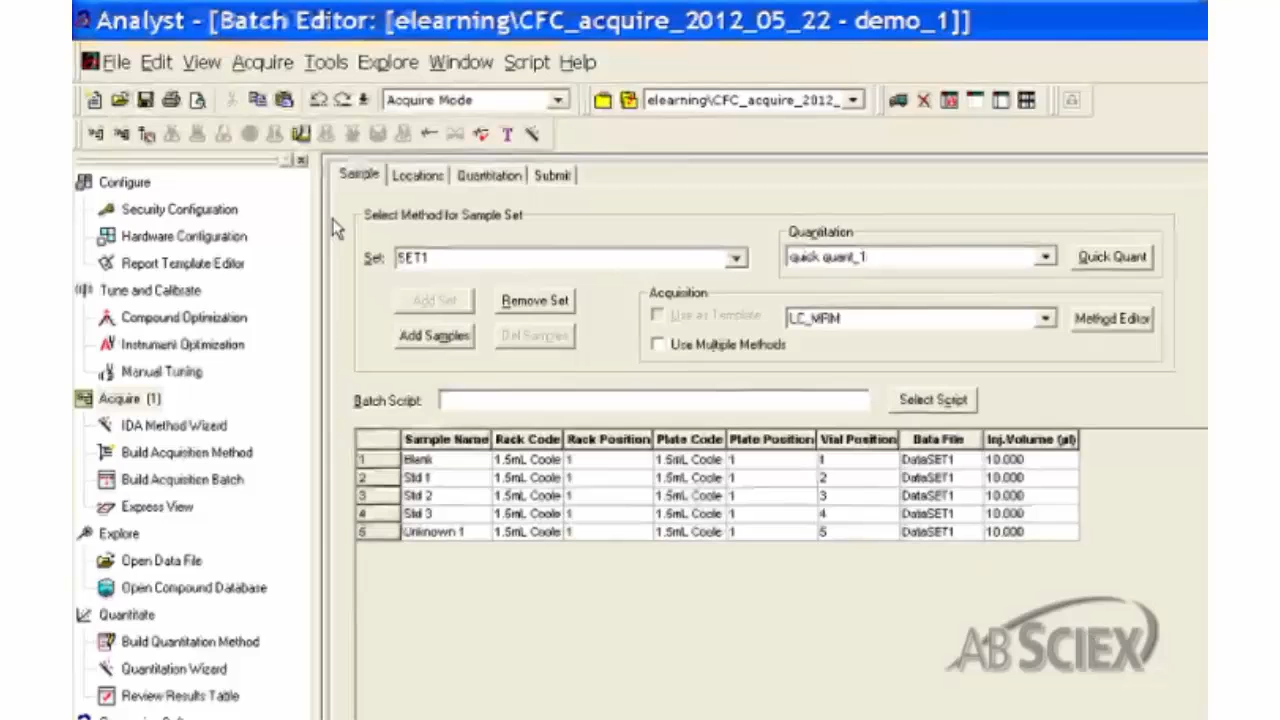 Analyst - [Batch Editor: [elearning\CFC_acquire_2012_05_22 - demo_1]]
File Edit View Acquire Tools Explore Window Script Help
Acquire Mode
elearning\CFC_acquire_2012_
Configure
Security Configuration
Hardware Configuration
Report Template Editor
Tune and Calibrate
Compound Optimization
Instrument Optimization
Manual Tuning
Acquire (1)
IDA Method Wizard
Build Acquisition Method
Build Acquisition Batch
Express View
Explore
Open Data File
Open Compound Database
Quantitate
Build Quantitation Method
Quantitation Wizard
Review Results Table
Sample Locations Quantitation Submit
Select Method for Sample Set
Set: SET1
Quantitation
quick quant_1 Quick Quant
Add Set Remove Set
Add Samples Del Samples
Acquisition
Use as Template LC_MRM Method Editor
Use Multiple Methods
Batch Script: Select Script
Sample Name Rack Code Rack Position Plate Code Plate Position Vial Position Data File Inj.Volume (µl)
1 Blank 1.5mL Coole 1 1.5mL Coole 1 1 DataSET1 10.000
2 Std 1 1.5mL Coole 1 1.5mL Coole 1 2 DataSET1 10.000
3 Std 2 1.5mL Coole 1 1.5mL Coole 1 3 DataSET1 10.000
4 Std 3 1.5mL Coole 1 1.5mL Coole 1 4 DataSET1 10.000
5 Unknown 1 1.5mL Coole 1 1.5mL Coole 1 5 DataSET1 10.000
AB SCIEX